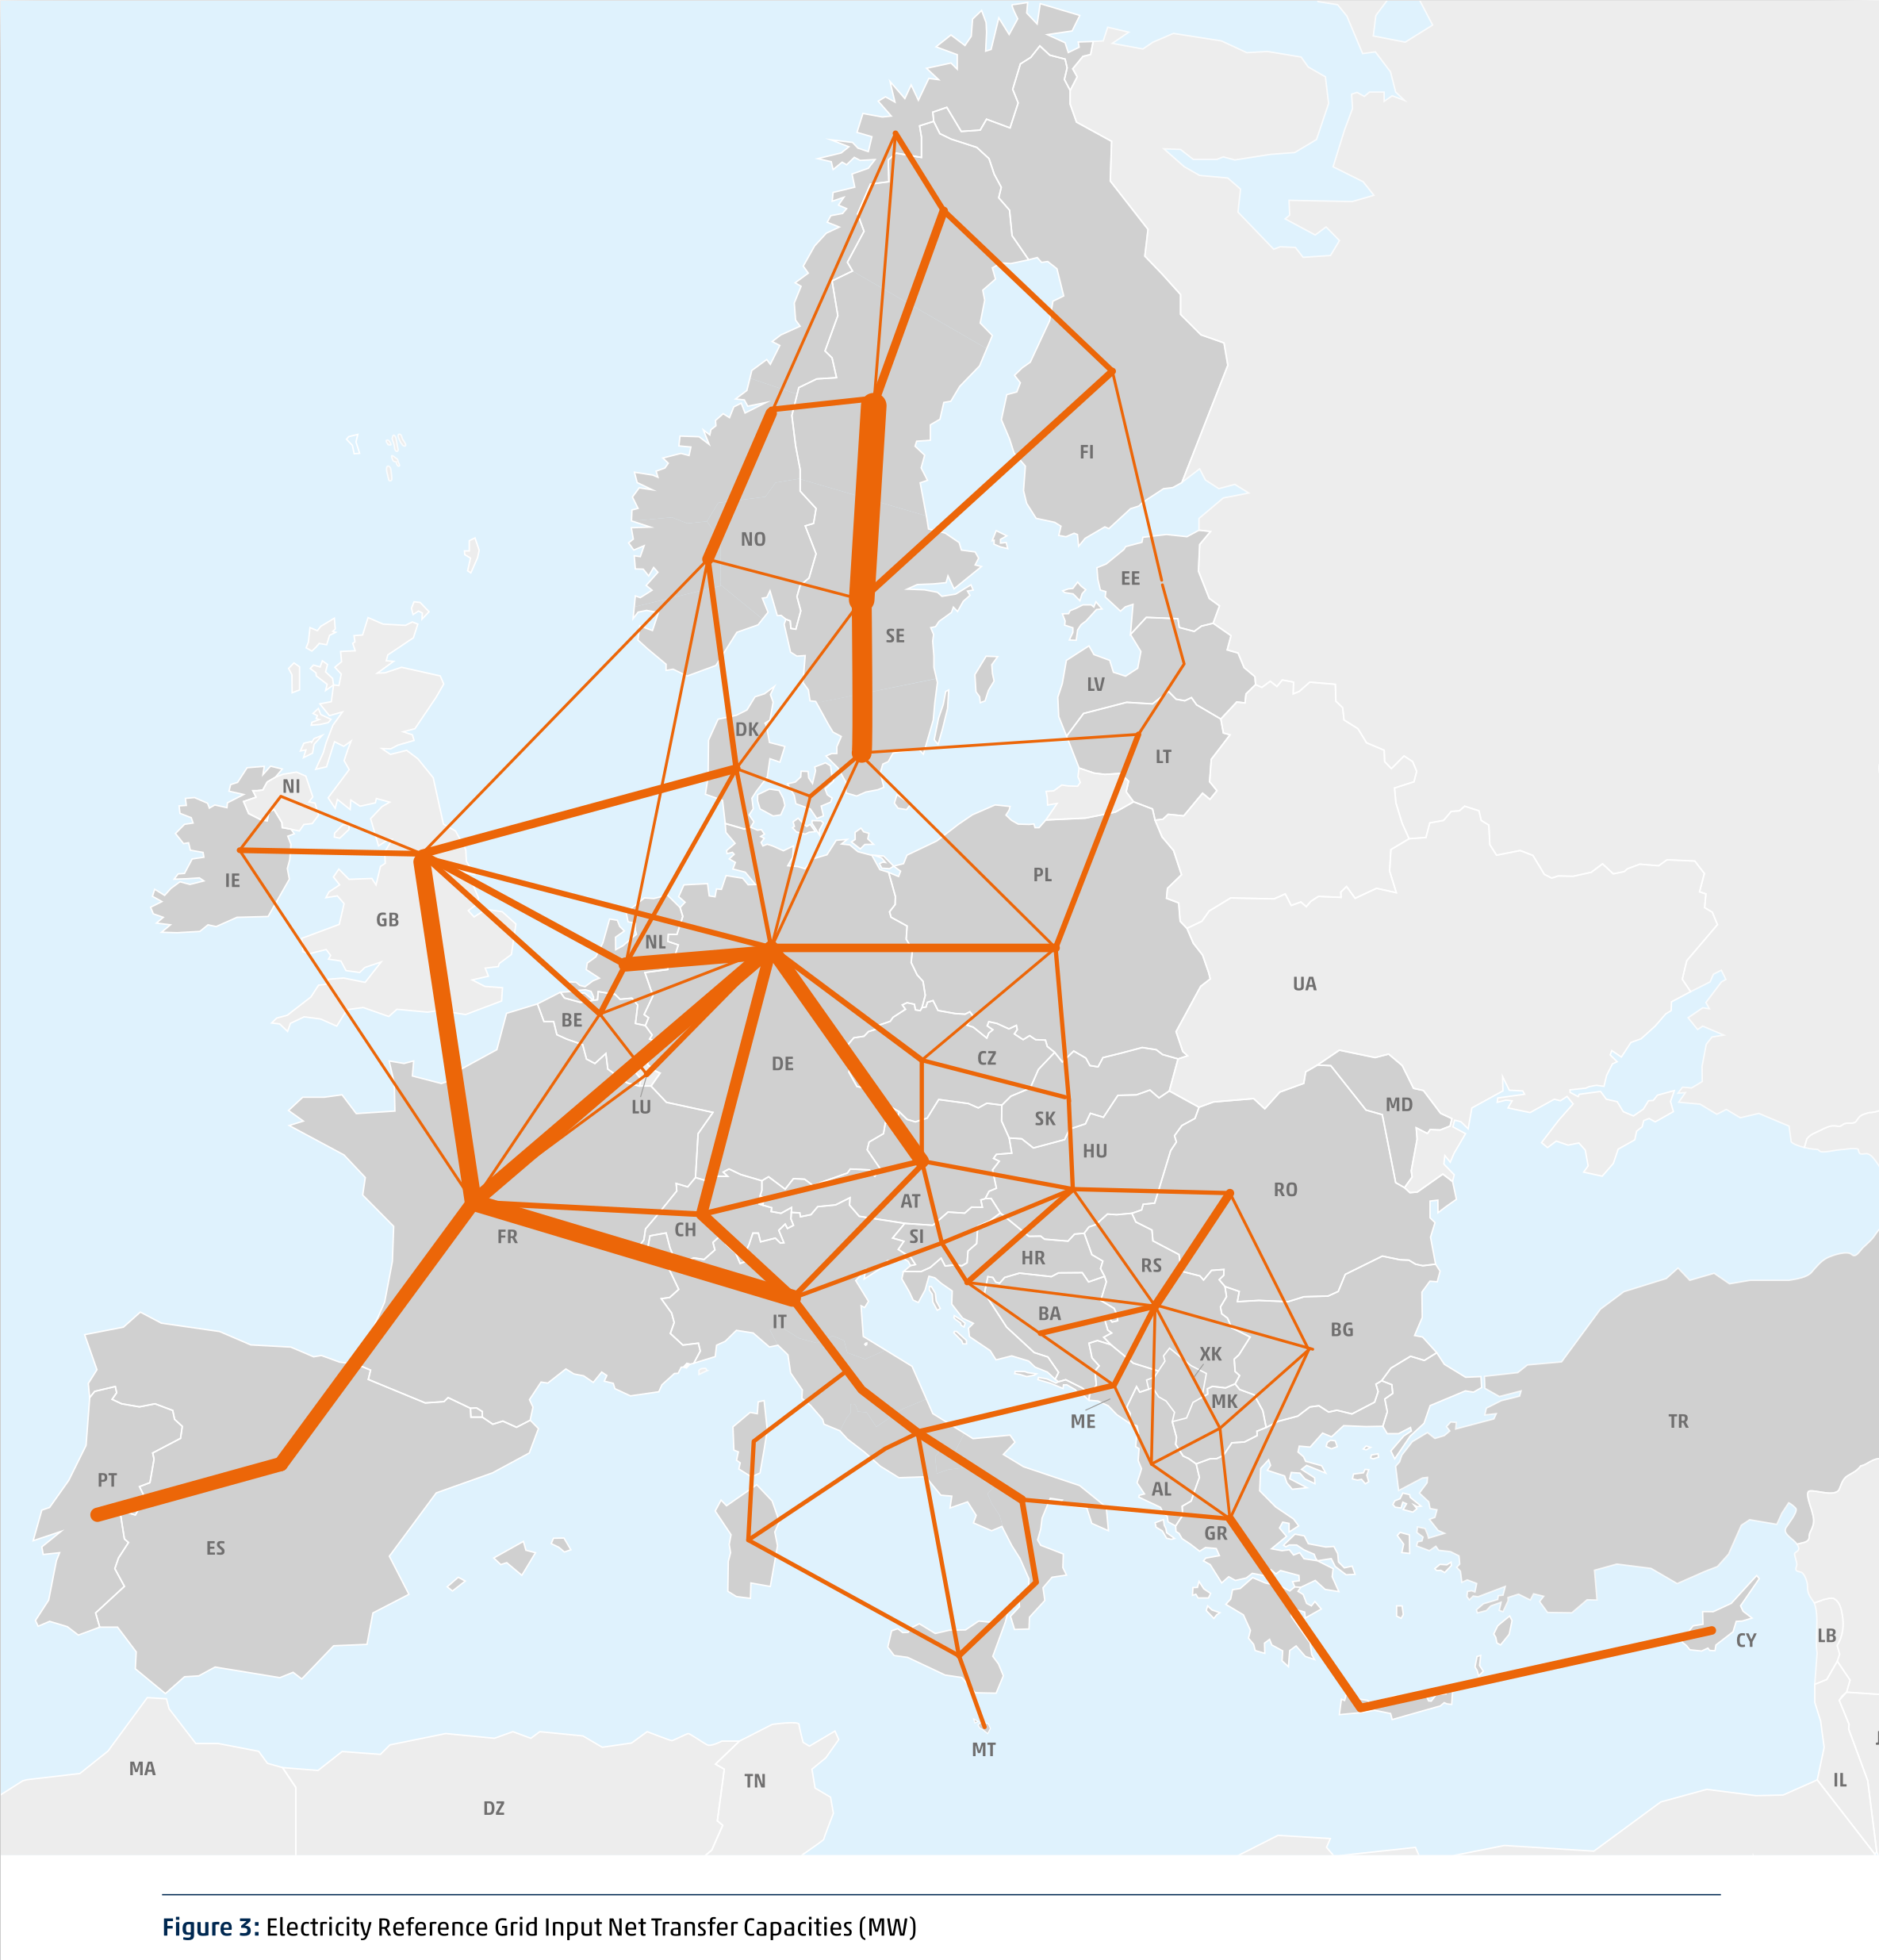 FI
NO
EE
SE
LV
DK
LT
NI
PL
IE
GB
NL
UA
BE
CZ
DE
MD
LU
SK
HU
RO
AT
CH
SI
FR
HR
RS
BA
IT
BG
XK
MK
ME
TR
PT
AL
GR
ES
LB
CY
MT
MA
TN
IL
DZ
Figure 3: Electricity Reference Grid Input Net Transfer Capacities (MW)